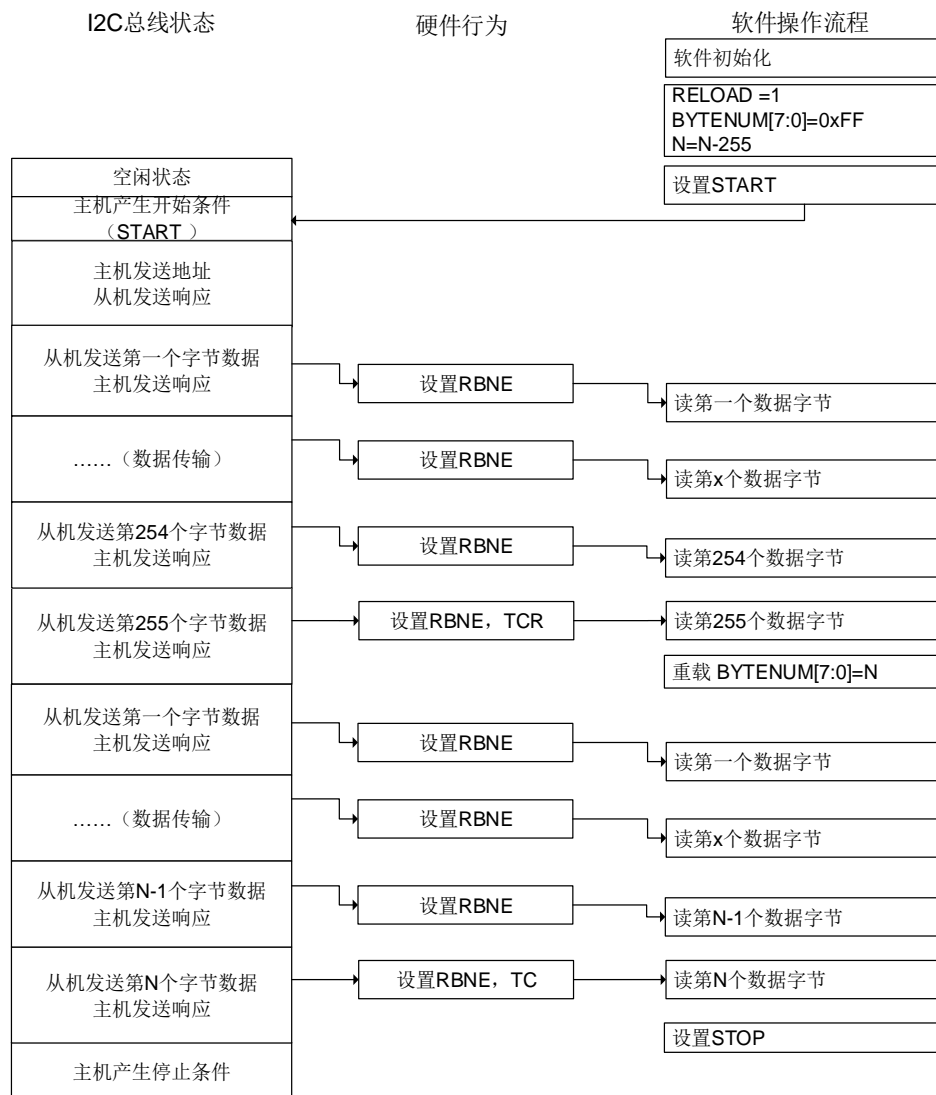 I2C总线状态
硬件行为
软件操作流程
软件初始化
RELOAD =1
BYTENUM[7:0]=0xFF
N=N-255
设置START
空闲状态
主机产生开始条件
（START ）
主机发送地址
从机发送响应
从机发送第一个字节数据
主机发送响应
设置RBNE
读第一个数据字节
……（数据传输）
设置RBNE
读第x个数据字节
从机发送第254个字节数据
主机发送响应
设置RBNE
读第254个数据字节
从机发送第255个字节数据
主机发送响应
设置RBNE，TCR
读第255个数据字节
重载 BYTENUM[7:0]=N
从机发送第一个字节数据
主机发送响应
设置RBNE
读第一个数据字节
……（数据传输）
设置RBNE
读第x个数据字节
从机发送第N-1个字节数据
主机发送响应
设置RBNE
读第N-1个数据字节
从机发送第N个字节数据
主机发送响应
设置RBNE，TC
读第N个数据字节
设置STOP
主机产生停止条件